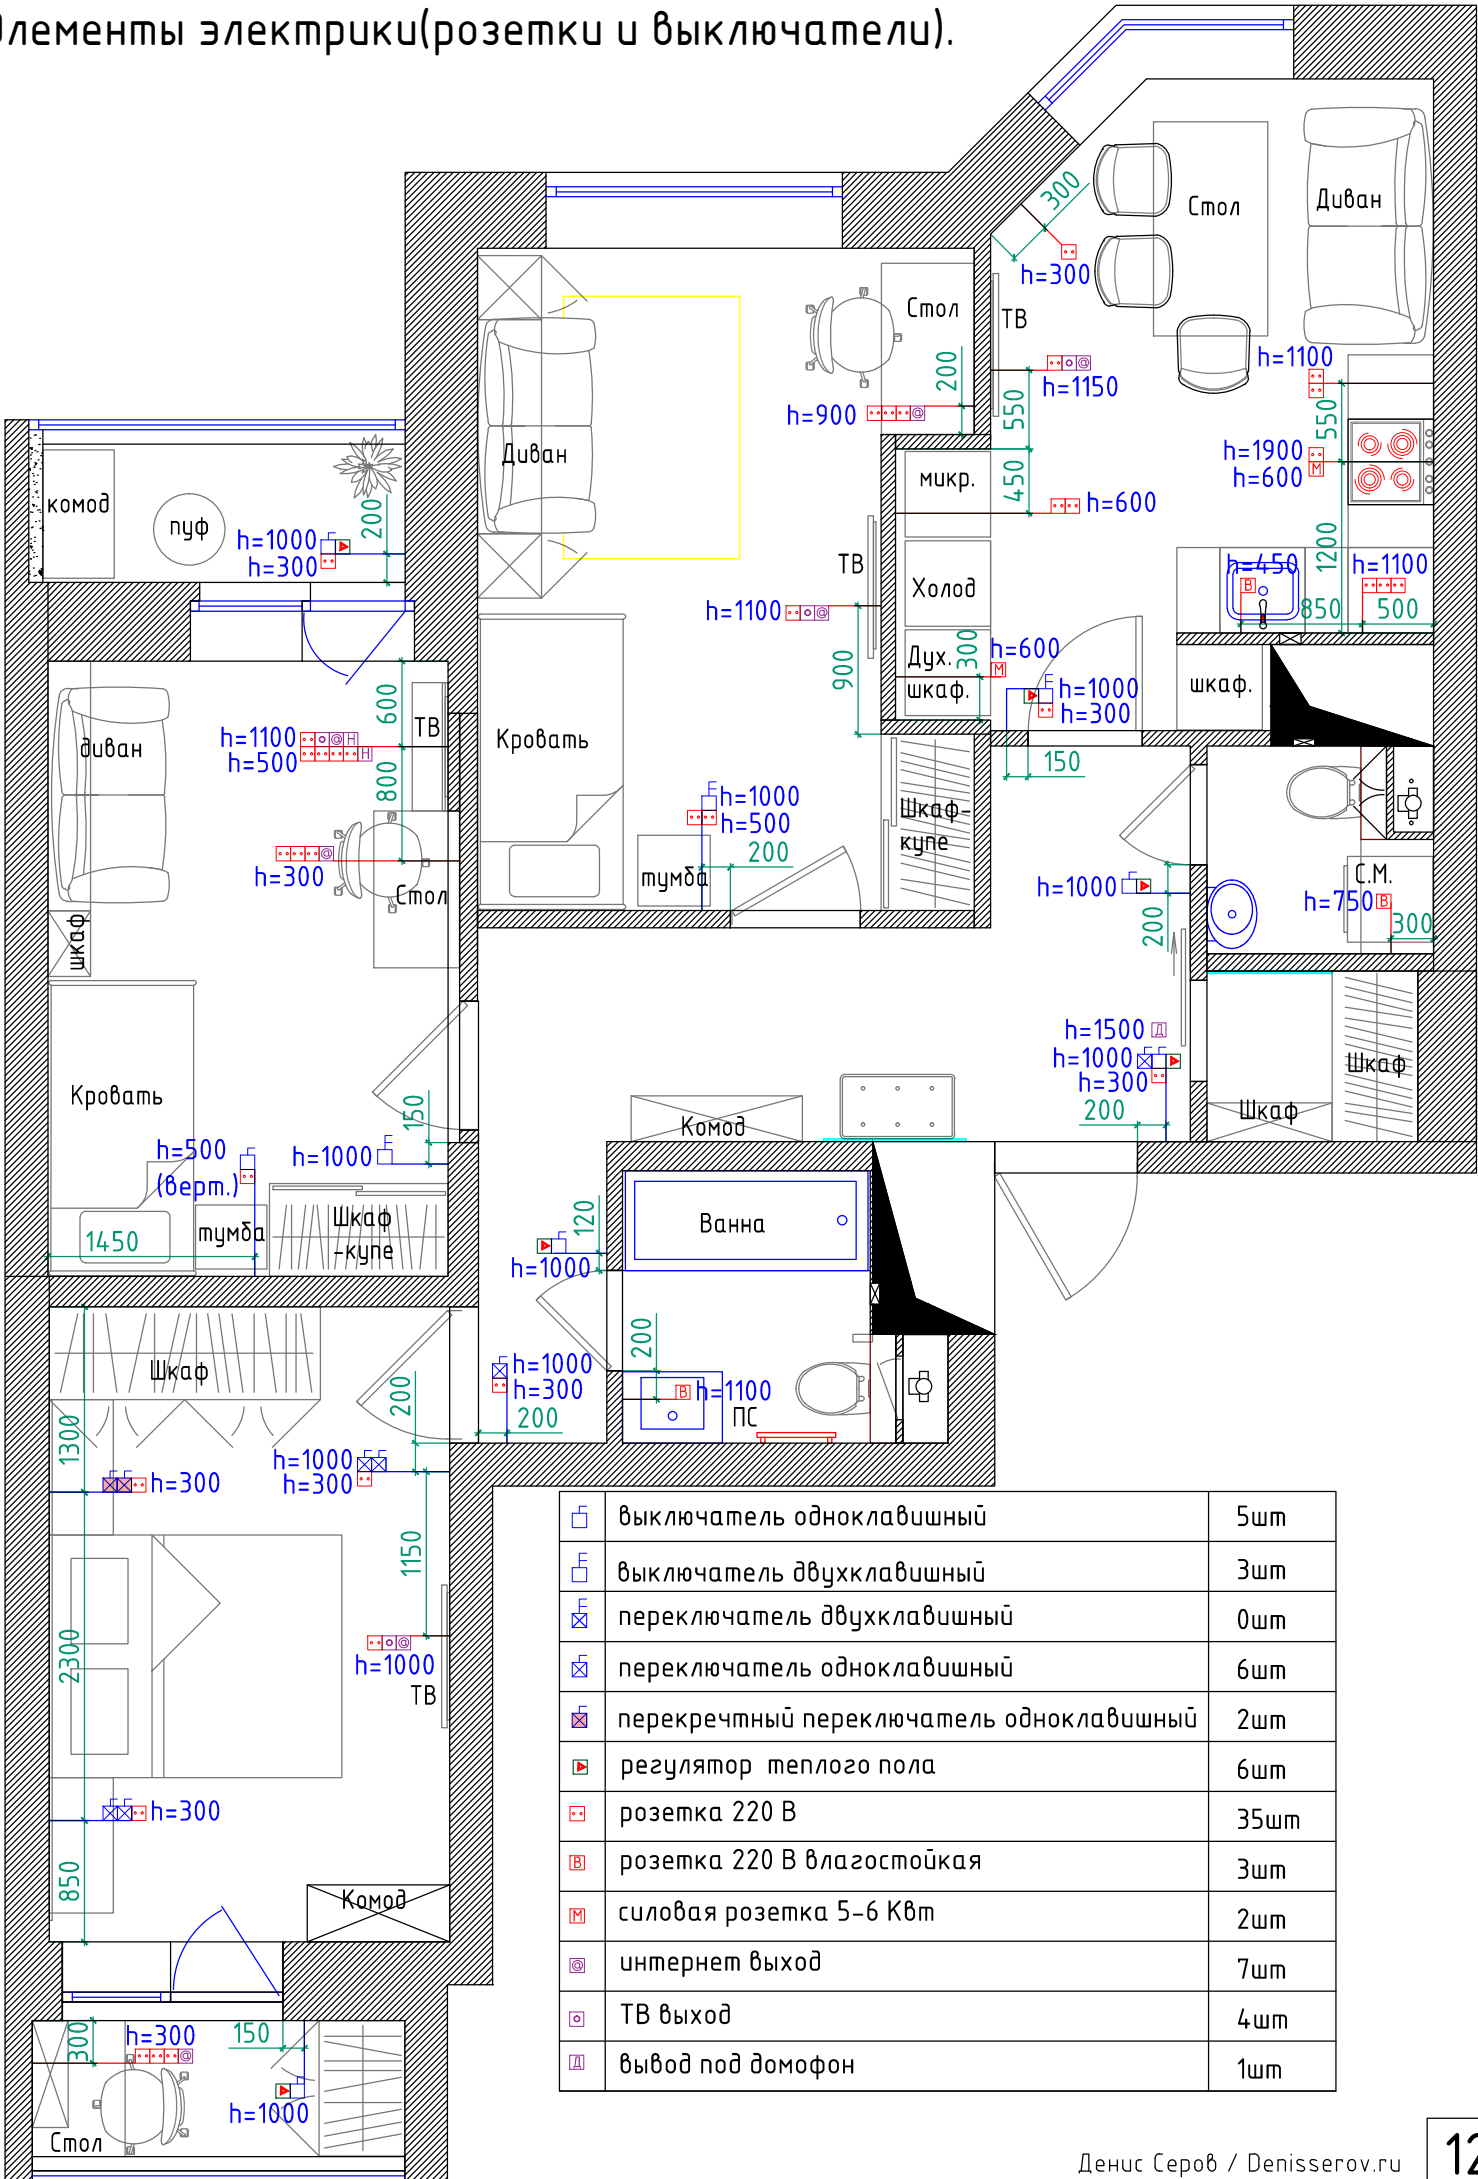 Элементы электрики(розетки и выключатели).
300
Стол
Диван
h=300
Стол
ТВ
200
h=1100
h=1150
h=900
550
550
Диван
h=1900
h=600
микр.
450
h=600
комод
пуф
200
h=1000
h=300
ТВ
1200
h=450
h=1100
Холод
h=1100
850
500
Дух.
шкаф.
300
h=600
900
600
h=1000
h=300
шкаф.
ТВ
диван
h=1100
h=500
Кровать
800
150
h=1000
h=500
Шкаф-
купе
200
h=300
Стол
тумба
h=1000
С.М.
h=750
200
300
шкаф
h=1500
h=1000
h=300
Шкаф
Кровать
150
200
Шкаф
Комод
h=500
(верт.)
h=1000
120
Ванна
1450
тумба
Шкаф
-купе
h=1000
Шкаф
200
h=1000
h=300
h=1100
200
200
ПС
1300
h=300
h=1000
h=300
1150
2300
h=1000
ТВ
h=300
850
Комод
выключатель одноклавишный 5шт
выключатель двухклавишный 3шт
переключатель двухклавишный 0шт
переключатель одноклавишный 6шт
перекречтный переключатель одноклавишный 2шт
регулятор теплого пола 6шт
розетка 220 В 35шт
В розетка 220 В влагостойкая 3шт
М силовая розетка 5-6 Квт 2шт
@ интернет выход 7шт
ТВ выход 4шт
Д вывод под домофон 1шт
300
h=300
150
h=1000
Стол
Денис Серов / Denisserov.ru
12